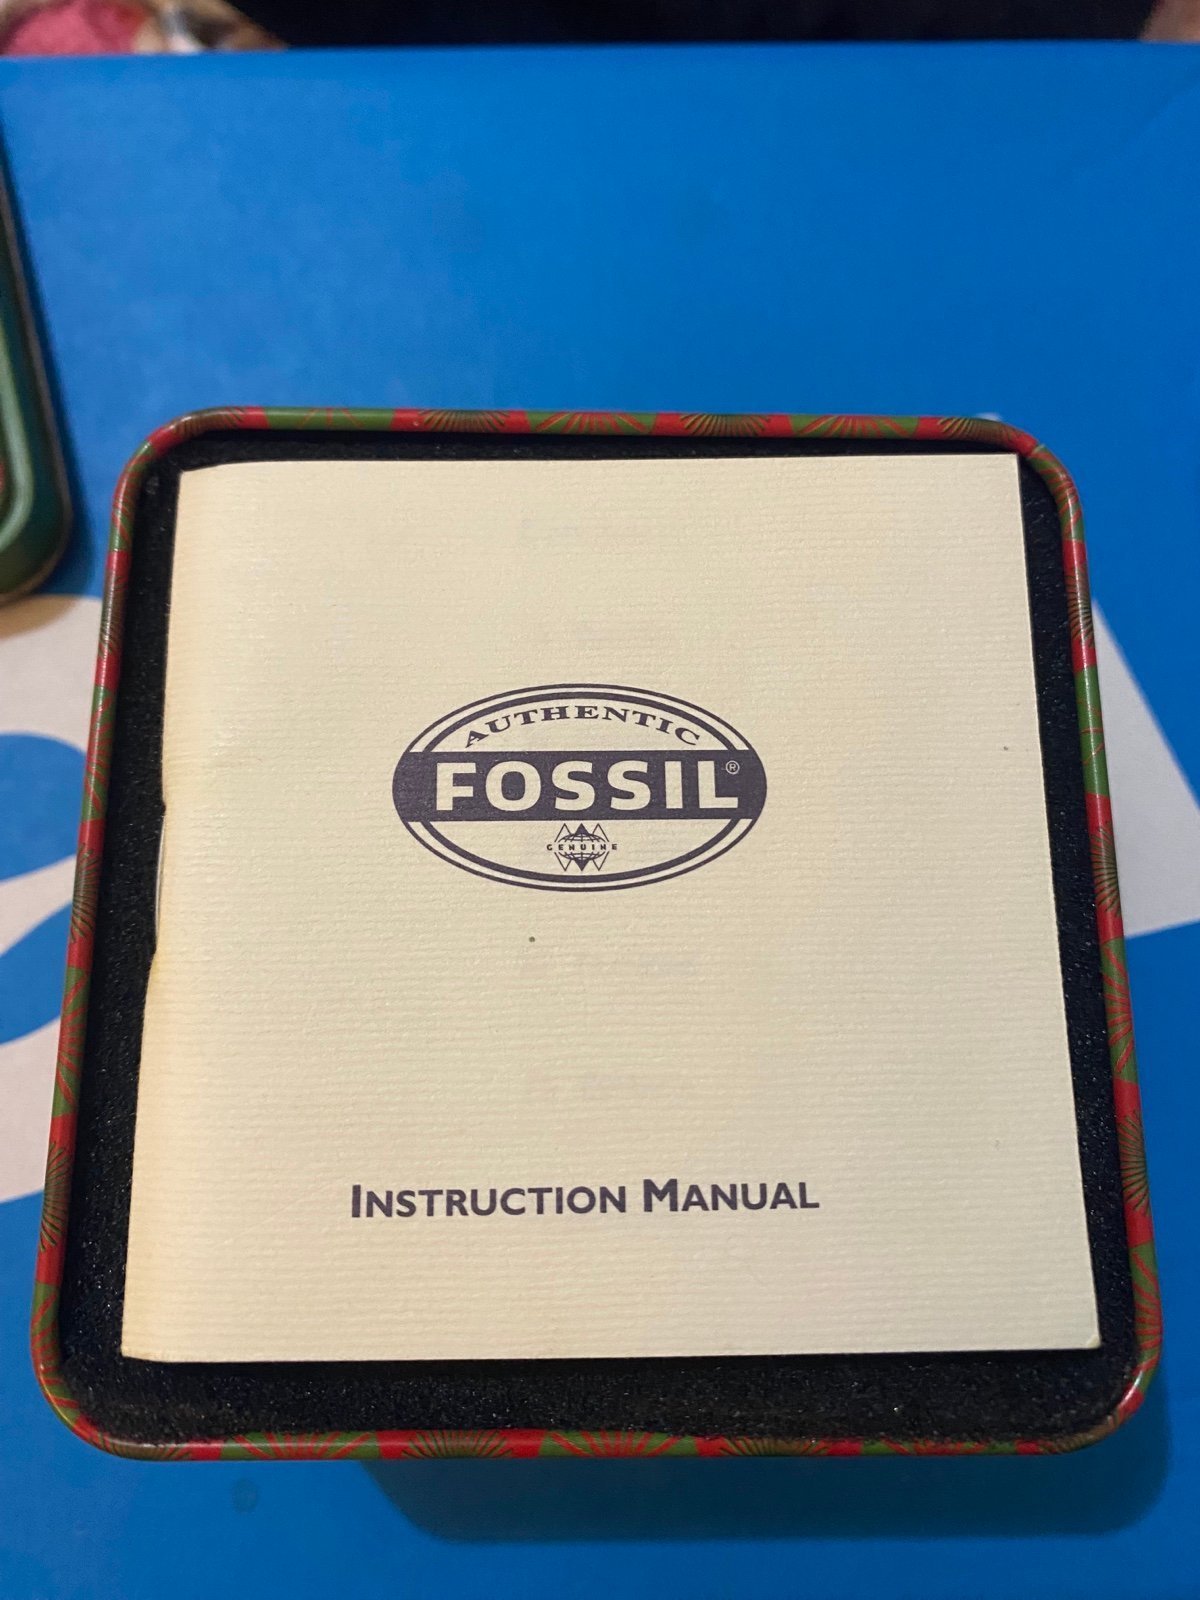 AUTHENTIC
FOSSIL®
GENUINE
INSTRUCTION MANUAL